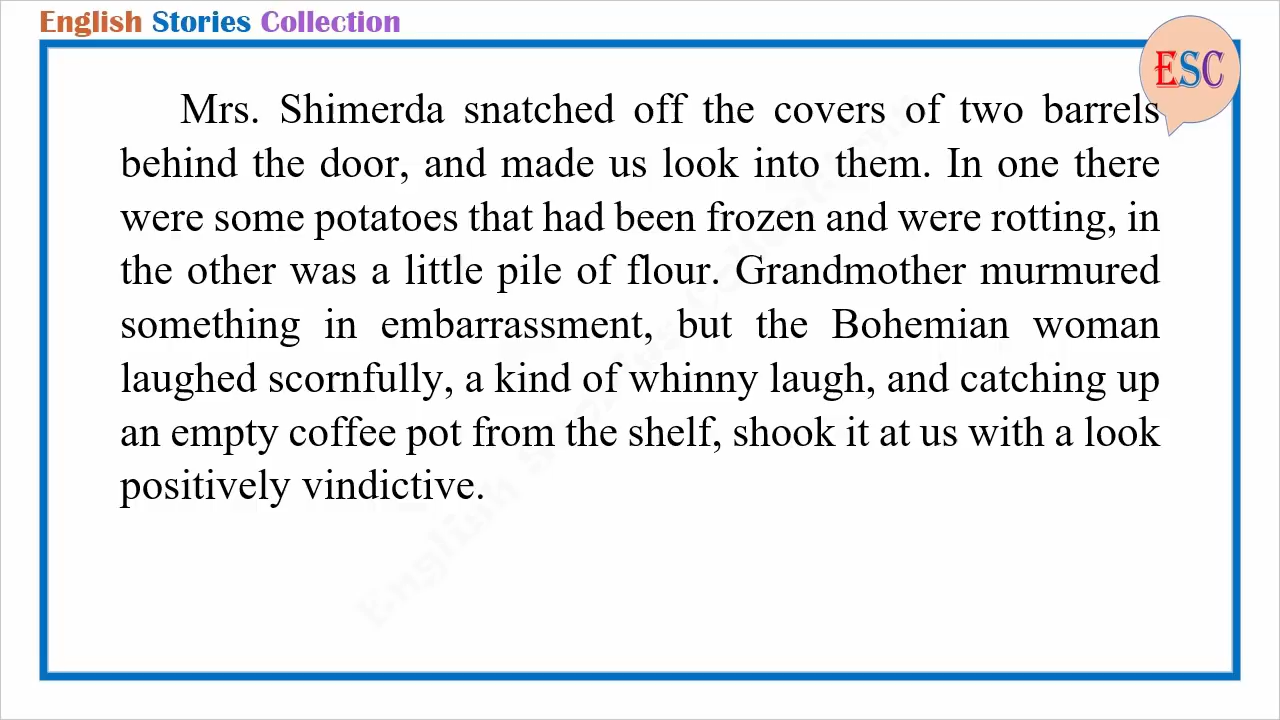 English Stories Collection
ESC
Mrs. Shimerda snatched off the covers of two barrels
behind the door, and made us look into them. In one there
were some potatoes that had been frozen and were rotting, in
the other was a little pile of flour. Grandmother murmured
something in embarrassment, but the Bohemian woman
laughed scornfully, a kind of whinny laugh, and catching up
an empty coffee pot from the shelf, shook it at us with a look
positively vindictive.
English Stories Collection